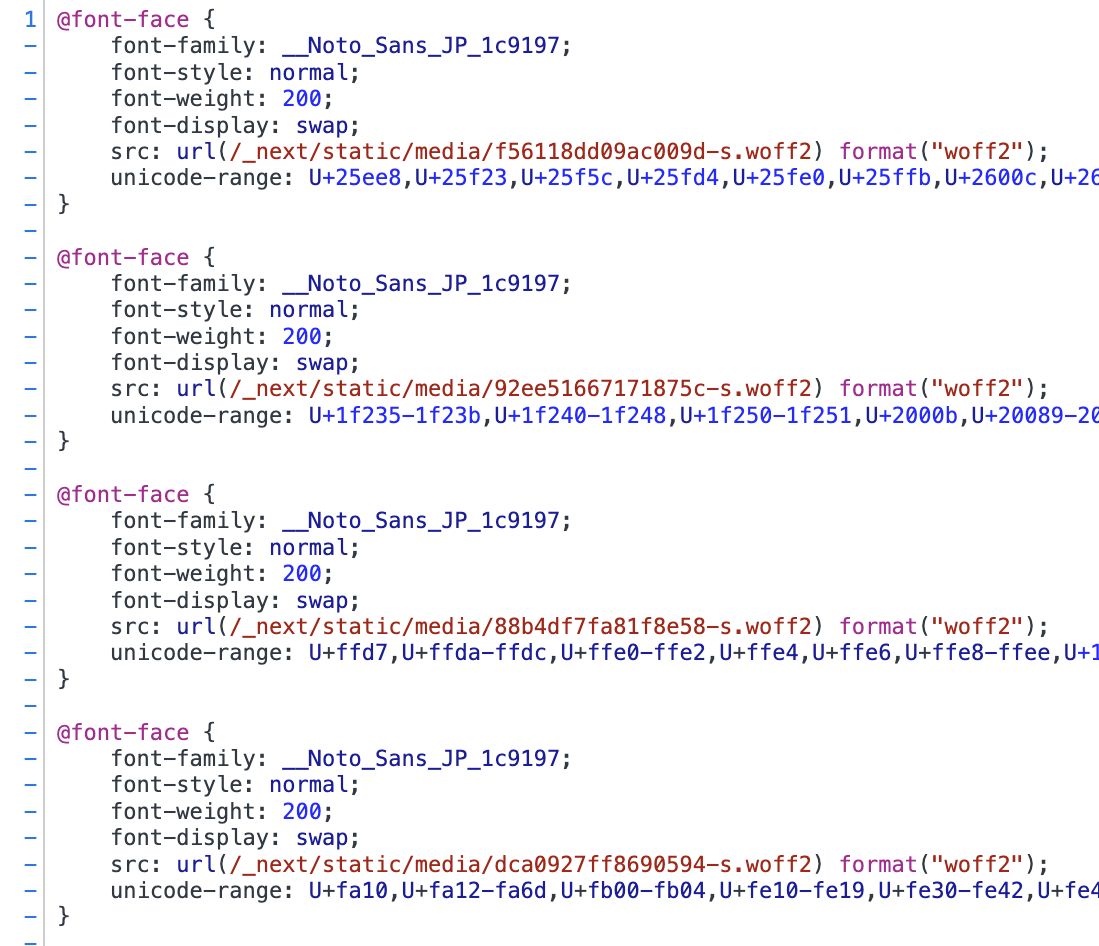 1 @font-face {
- font-family: __Noto_Sans_JP_1c9197;
- font-style: normal;
- font-weight: 200;
- font-display: swap;
- src: url(/_next/static/media/f56118dd09ac009d-s.woff2) format("woff2");
- unicode-range: U+25ee8,U+25f23,U+25f5c,U+25fd4,U+25fe0,U+25ffb,U+2600c,U+26
- }
-
- @font-face {
- font-family: __Noto_Sans_JP_1c9197;
- font-style: normal;
- font-weight: 200;
- font-display: swap;
- src: url(/_next/static/media/92ee51667171875c-s.woff2) format("woff2");
- unicode-range: U+1f235-1f23b,U+1f240-1f248,U+1f250-1f251,U+2000b,U+20089-20
- }
-
- @font-face {
- font-family: __Noto_Sans_JP_1c9197;
- font-style: normal;
- font-weight: 200;
- font-display: swap;
- src: url(/_next/static/media/88b4df7fa81f8e58-s.woff2) format("woff2");
- unicode-range: U+ffd7,U+ffda-ffdc,U+ffe0-ffe2,U+ffe4,U+ffe6,U+ffe8-ffee,U+1
- }
-
- @font-face {
- font-family: __Noto_Sans_JP_1c9197;
- font-style: normal;
- font-weight: 200;
- font-display: swap;
- src: url(/_next/static/media/dca0927ff8690594-s.woff2) format("woff2");
- unicode-range: U+fa10,U+fa12-fa6d,U+fb00-fb04,U+fe10-fe19,U+fe30-fe42,U+fe4
- }
-